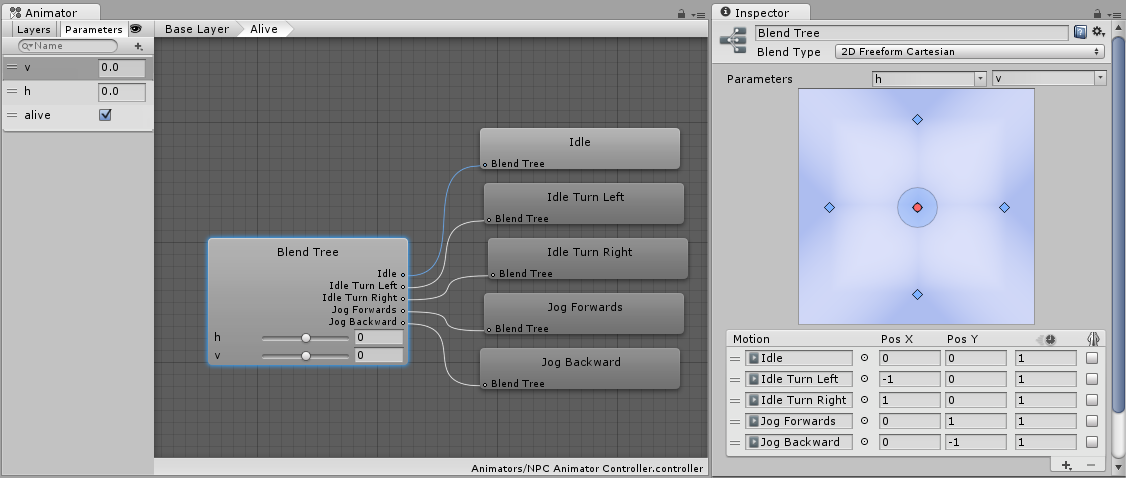 Animator
Layers Parameters
Name
v 0.0
h 0.0
alive
Base Layer Alive
Idle
Blend Tree
Idle Turn Left
Blend Tree
Idle Turn Right
Blend Tree
Jog Forwards
Blend Tree
Jog Backward
Blend Tree
Blend Tree
Idle
Idle Turn Left
Idle Turn Right
Jog Forwards
Jog Backward
h 0
v 0
Animators/NPC Animator Controller.controller
Inspector
Blend Tree
Blend Type 2D Freeform Cartesian
Parameters h v
Motion Pos X Pos Y
Idle 0 0 1
Idle Turn Left -1 0 1
Idle Turn Right 1 0 1
Jog Forwards 0 1 1
Jog Backward 0 -1 1